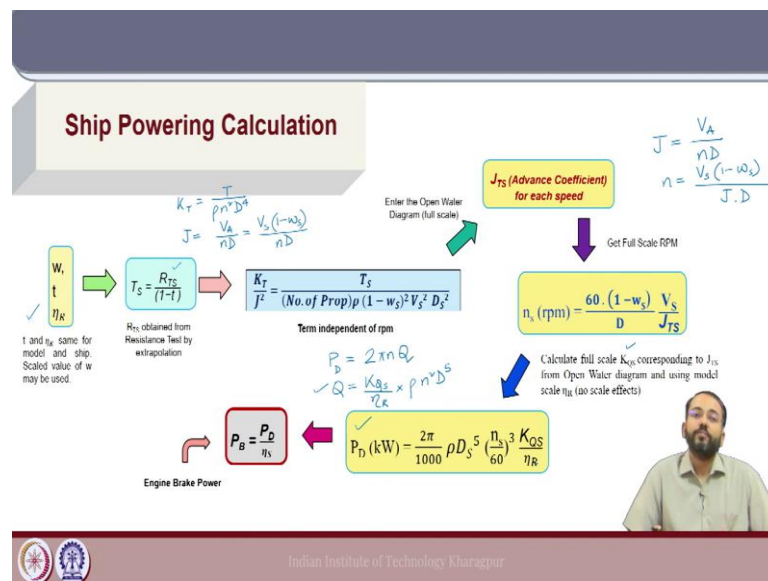 Ship Powering Calculation
K_T = T / ρn²D⁴
J = V_A / nD = V_S(1-w_S) / nD
w,
t
η_R
t and η_R same for
model and ship.
Scaled value of w
may be used.
T_S = R_TS / (1-t)
R_TS obtained from
Resistance Test by
extrapolation
K_T / J² = T_S / (No. of Prop)ρ (1 − w_S)² V_S² D_S²
Term independent of rpm
Enter the Open Water
Diagram (full scale)
J_TS (Advance Coefficient)
for each speed
J = V_A / nD
n = V_S(1-w_S) / J.D
Get Full Scale RPM
n_s (rpm) = 60 . (1 − w_S) / D V_S / J_TS
Calculate full scale K_QS corresponding to J_TS
from Open Water diagram and using model
scale η_R (no scale effects)
P_D = 2πnQ
Q = K_QS / η_R × ρn²D⁵
P_D (kW) = 2π / 1000 ρD_S⁵ (n_s / 60)³ K_QS / η_R
P_B = P_D / η_S
Engine Brake Power
Indian Institute of Technology Kharagpur